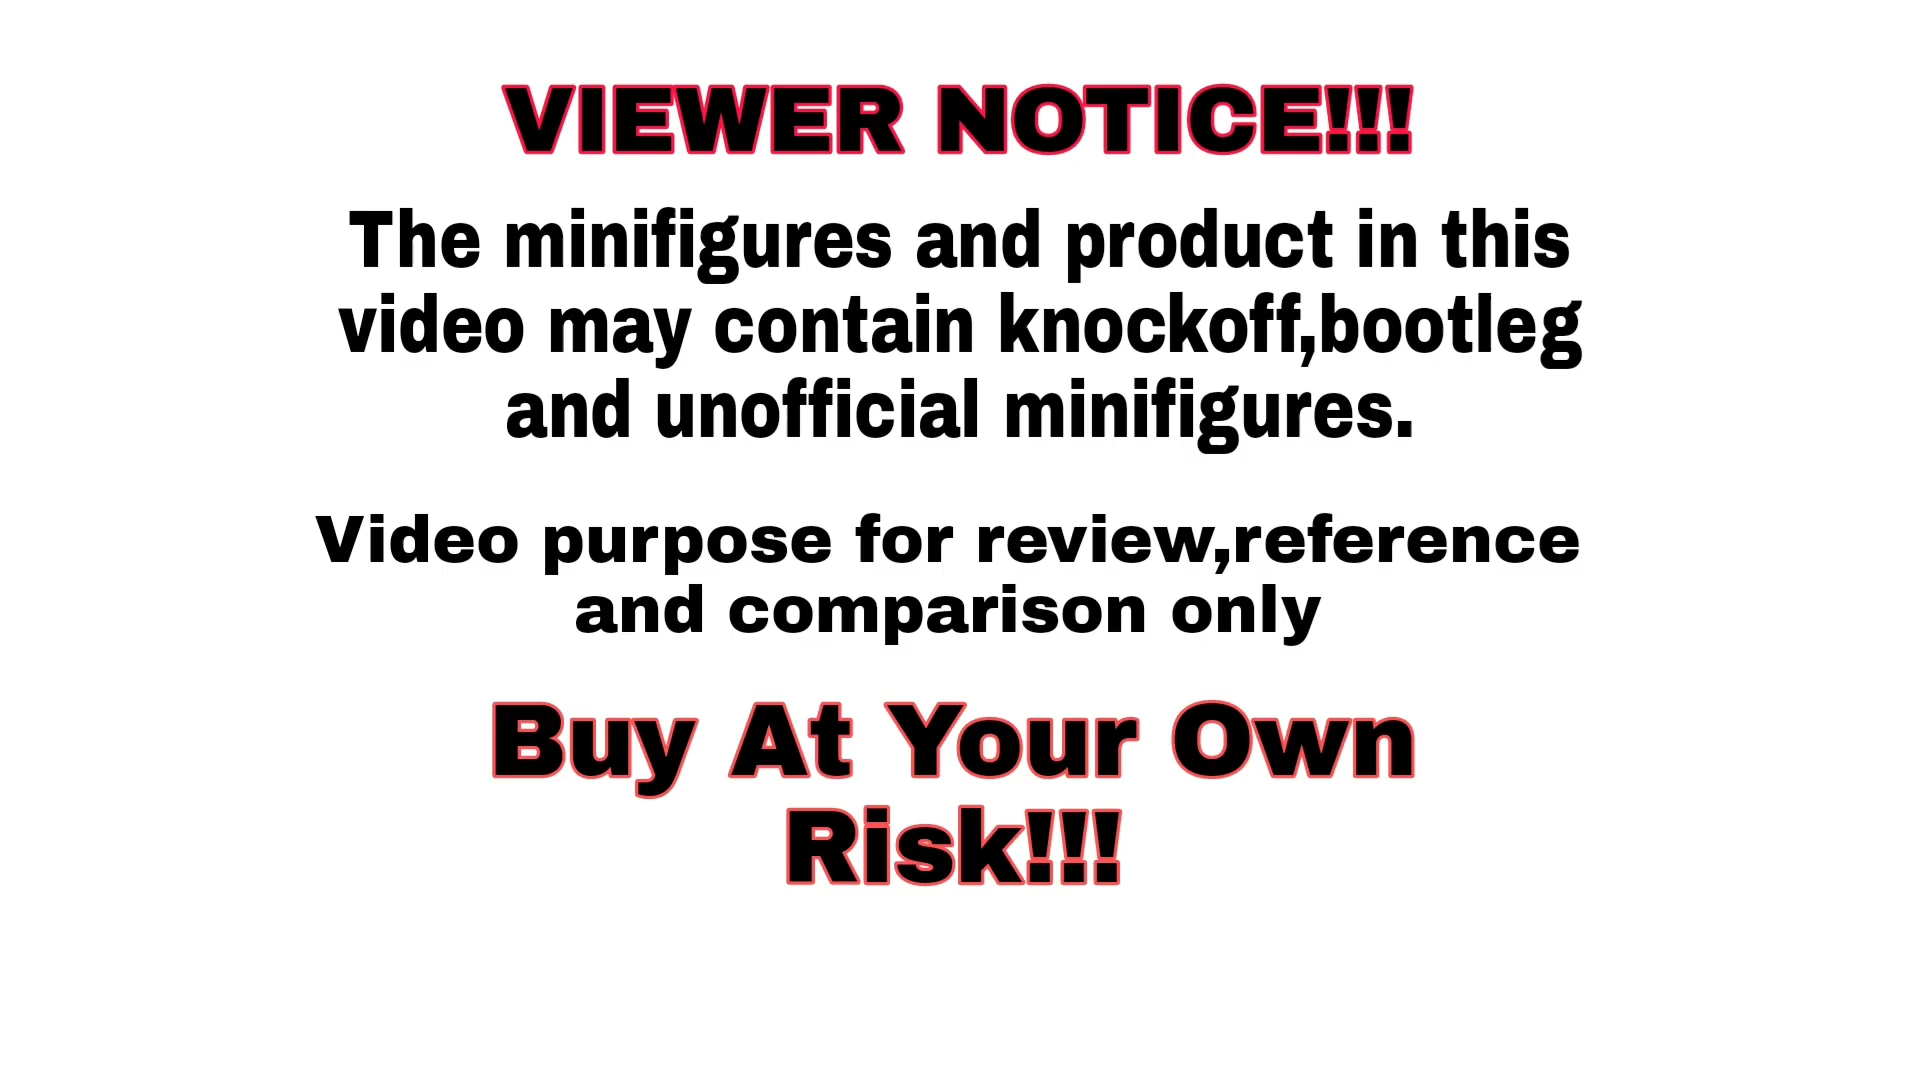 VIEWER NOTICE!!!
The minifigures and product in this
video may contain knockoff,bootleg
and unofficial minifigures.
Video purpose for review,reference
and comparison only
Buy At Your Own
Risk!!!